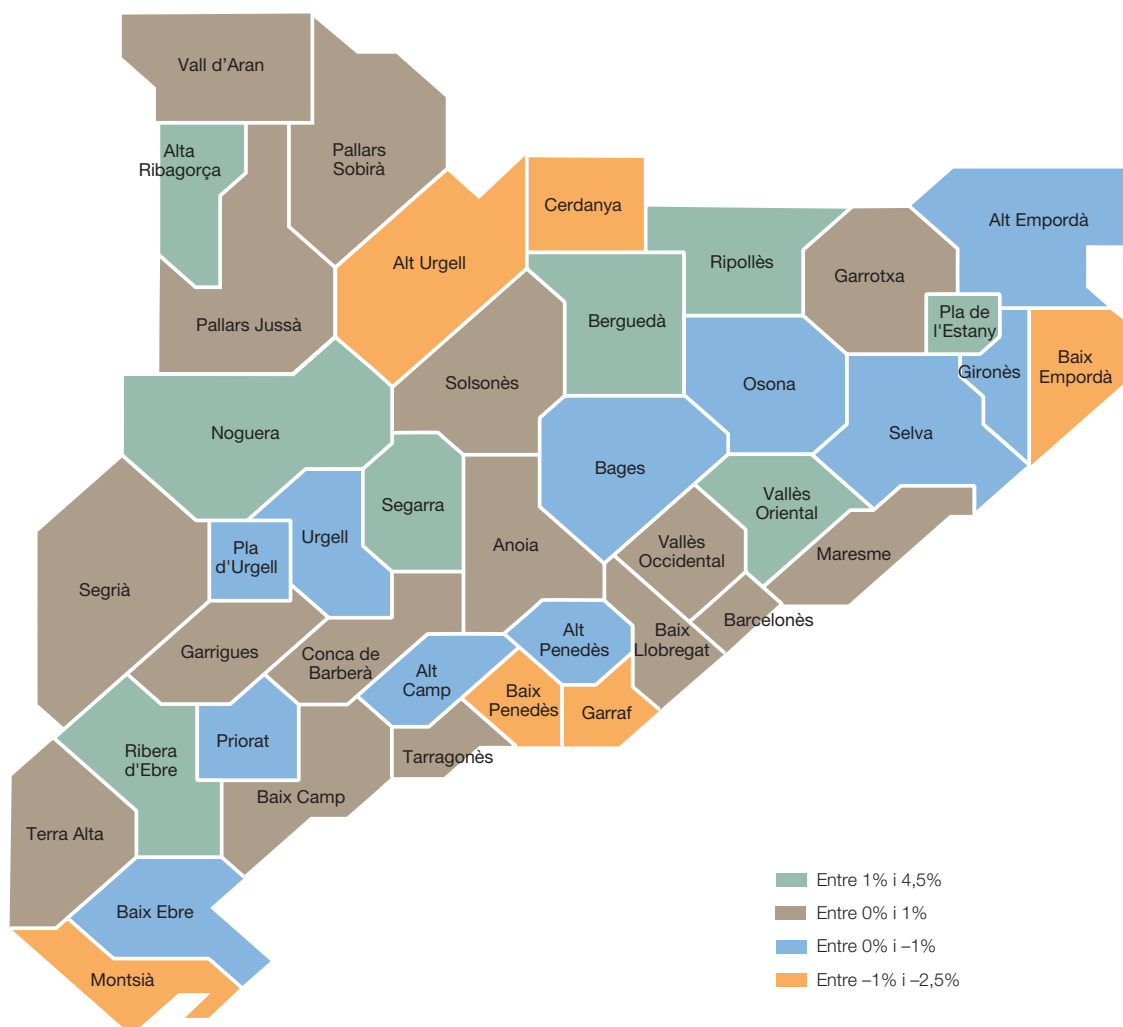 Vall d'Aran
Alta
Ribagorça
Pallars
Sobirà
Cerdanya
Alt Empordà
Alt Urgell
Ripollès
Garrotxa
Pallars Jussà
Berguedà
Pla de
l'Estany
Baix
Empordà
Gironès
Solsonès
Osona
Noguera
Selva
Bages
Segarra
Vallès
Oriental
Urgell
Anoia
Vallès
Occidental
Maresme
Pla
d'Urgell
Segrià
Barcelonès
Alt
Penedès
Baix
Llobregat
Garrigues
Conca de
Barberà
Alt
Camp
Baix
Penedès
Garraf
Priorat
Ribera
d'Ebre
Tarragonès
Baix Camp
Terra Alta
Baix Ebre
Montsià
Entre 1% i 4,5%
Entre 0% i 1%
Entre 0% i –1%
Entre –1% i –2,5%